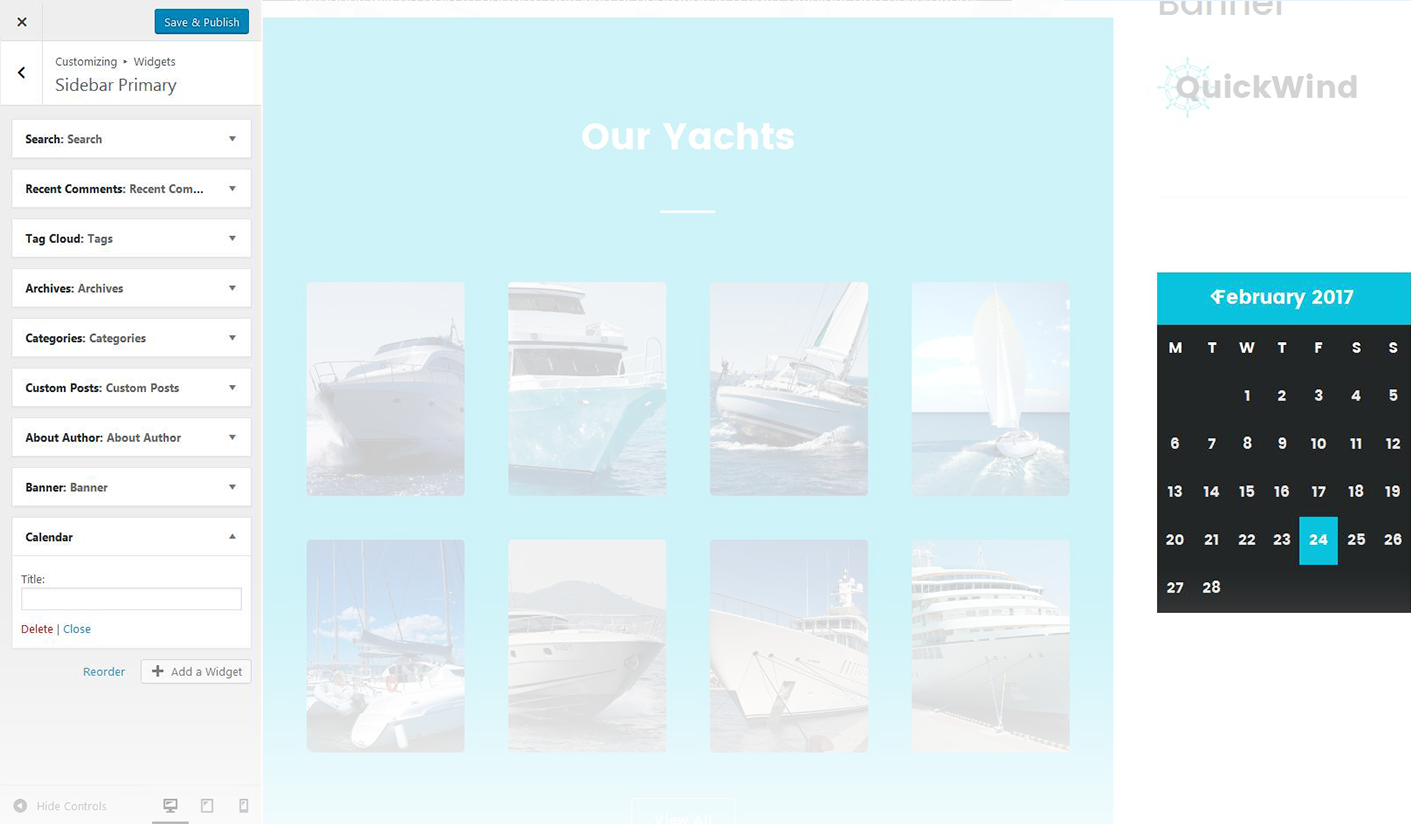 Save & Publish
Customizing ▸ Widgets
Sidebar Primary
Search: Search
Recent Comments: Recent Com...
Tag Cloud: Tags
Archives: Archives
Categories: Categories
Custom Posts: Custom Posts
About Author: About Author
Banner: Banner
Calendar
Title:
Delete | Close
Reorder
Add a Widget
Hide Controls
Our Yachts
View All
Banner
QuickWind
February 2017
M T W T F S S
1 2 3 4 5
6 7 8 9 10 11 12
13 14 15 16 17 18 19
20 21 22 23 24 25 26
27 28